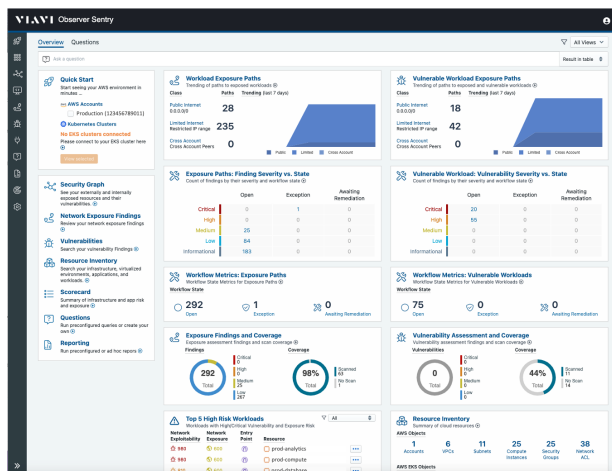 VIAVI Observer Sentry
Overview Questions
All Views
Ask a question
Result in table
Quick Start
Start seeing your AWS environment in
minutes ...
AWS Accounts
Production [123456789011]
Kubernetes Clusters
No EKS clusters connected
Please connect to your EKS cluster here
Security Graph
See your externally and internally
exposed resources and their
vulnerabilities.
Network Exposure Findings
Review your network exposure findings
Vulnerabilities
Search your vulnerability Findings
Resource Inventory
Search your infrastructure, virtualized
environments, applications, and
workloads.
Scorecard
Summary of infrastructure and app risk
and exposure
Questions
Run preconfigured queries or create your
own
Reporting
Run preconfigured or ad hoc repors
Workload Exposure Paths
Trending of paths to exposed workloads
Class Paths Trending (last 7 days)
Public Internet
0.0.0.0/0
28
Limited Internet
Restricted IP range
235
Cross Account
Cross Account Peers
0
Public Limited Cross Account
Vulnerable Workload Exposure Paths
Trending of paths to exposed and vulnerable workloads
Class Paths Trending (last 7 days)
Public Internet
0.0.0.0/0
18
Limited Internet
Restricted IP range
42
Cross Account
Cross Account Peers
0
Public Limited Cross Account
Exposure Paths: Finding Severity vs. State
Count of findings by their severity and workflow state
Open Exception Awaiting
Remediation
Critical 0 1 0
High 0 0 0
Medium 25 0 0
Low 84 0 0
Informational 183 0 0
Vulnerable Workload: Vulnerability Severity vs. State
Count of findings by their severity and workflow state
Open Exception Awaiting
Remediation
Critical 20 0 0
High 55 0 0
Medium 0 0 0
Low 0 0 0
Informational 0 0 0
Workflow Metrics: Exposure Paths
Workflow State Metrics for Exposure Paths
Workflow State
292
Open
1
Exception
0
Awaiting Remediation
Workflow Metrics: Vulnerable Workloads
Workflow State Metrics for Vulnerable Workloads
Workflow State
75
Open
0
Exception
0
Awaiting Remediation
Exposure Findings and Coverage
Exposure assessment findings and scan coverage
Findings Coverage
292
Total
Critical
0
High
0
Medium
25
Low
267
98%
Total
Scanned
63
No Scan
1
Vulnerability Assessment and Coverage
Vulnerability assessment findings and scan coverage
Vulnerabilities Coverage
0
Total
Critical
0
High
0
Medium
0
Low
0
44%
Total
Scanned
11
No Scan
14
Top 5 High Risk Workloads
Workloads with High/Critical Vulnerability and Exposure Risk
All
Network
Exploitability
Network
Exposure
Entry
Point
Resource
980 600 prod-analytics
980 600 prod-compute
prod-database
Resource Inventory
Summary of cloud resources
AWS Objects
1
Accounts
6
VPCs
11
Subnets
25
Compute
Instances
25
Security
Groups
38
Network
ACL
AWS EKS Objects